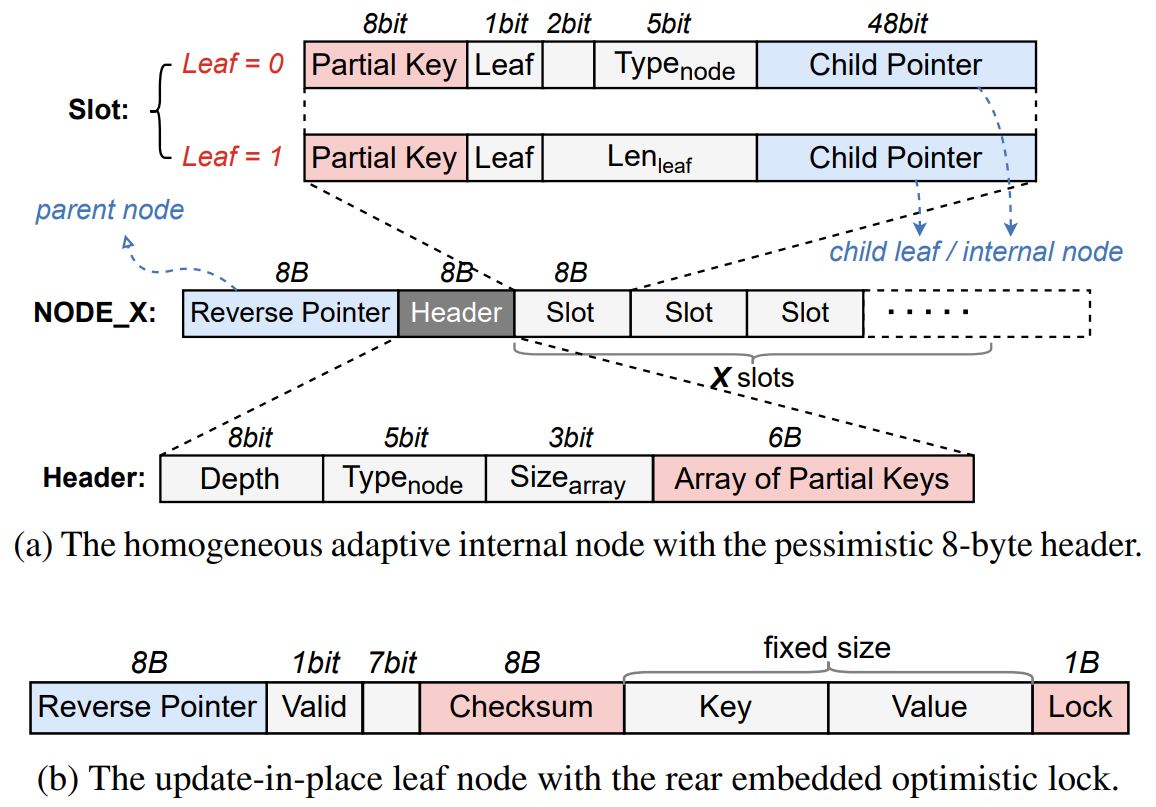 8bit 1bit 2bit 5bit 48bit
Leaf = 0 Partial Key Leaf Type node Child Pointer
Slot:
Leaf = 1 Partial Key Leaf Len leaf Child Pointer
parent node
child leaf / internal node
8B 8B 8B
NODE_X: Reverse Pointer Header Slot Slot Slot ·····
X slots
8bit 5bit 3bit 6B
Header: Depth Type node Size array Array of Partial Keys
(a) The homogeneous adaptive internal node with the pessimistic 8-byte header.
fixed size
8B 1bit 7bit 8B 1B
Reverse Pointer Valid Checksum Key Value Lock
(b) The update-in-place leaf node with the rear embedded optimistic lock.